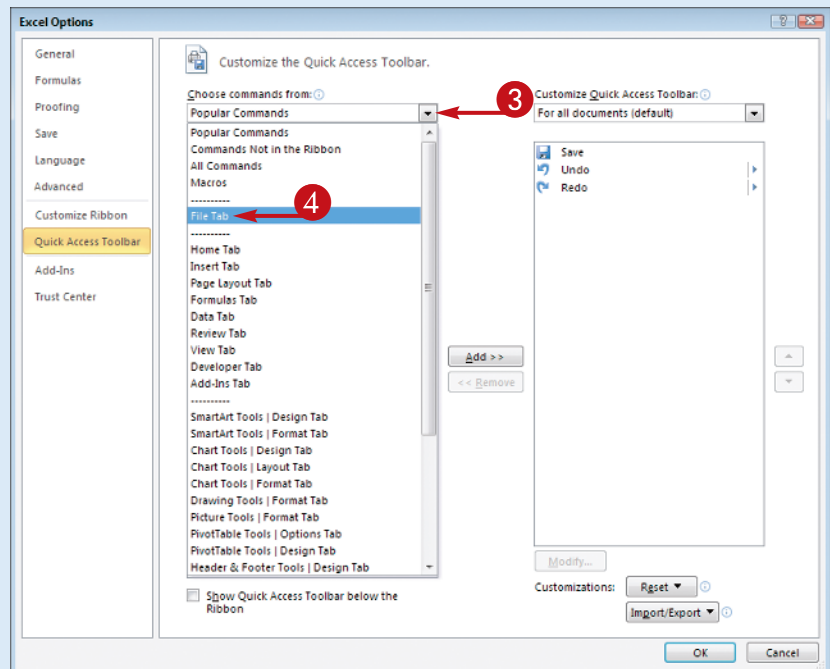 Excel Options
General
Formulas
Proofing
Save
Language
Advanced
Customize Ribbon
Quick Access Toolbar
Add-Ins
Trust Center
Customize the Quick Access Toolbar.
Choose commands from:
Popular Commands
3
Popular Commands
Commands Not in the Ribbon
All Commands
Macros
----------
File Tab
4
----------
Home Tab
Insert Tab
Page Layout Tab
Formulas Tab
Data Tab
Review Tab
View Tab
Developer Tab
Add-Ins Tab
----------
SmartArt Tools | Design Tab
SmartArt Tools | Format Tab
Chart Tools | Design Tab
Chart Tools | Layout Tab
Chart Tools | Format Tab
Drawing Tools | Format Tab
Picture Tools | Format Tab
PivotTable Tools | Options Tab
PivotTable Tools | Design Tab
Header & Footer Tools | Design Tab
Show Quick Access Toolbar below the
Ribbon
Add >>
<< Remove
Customize Quick Access Toolbar:
For all documents (default)
Save
Undo
Redo
Modify...
Customizations:
Reset
Import/Export
OK
Cancel